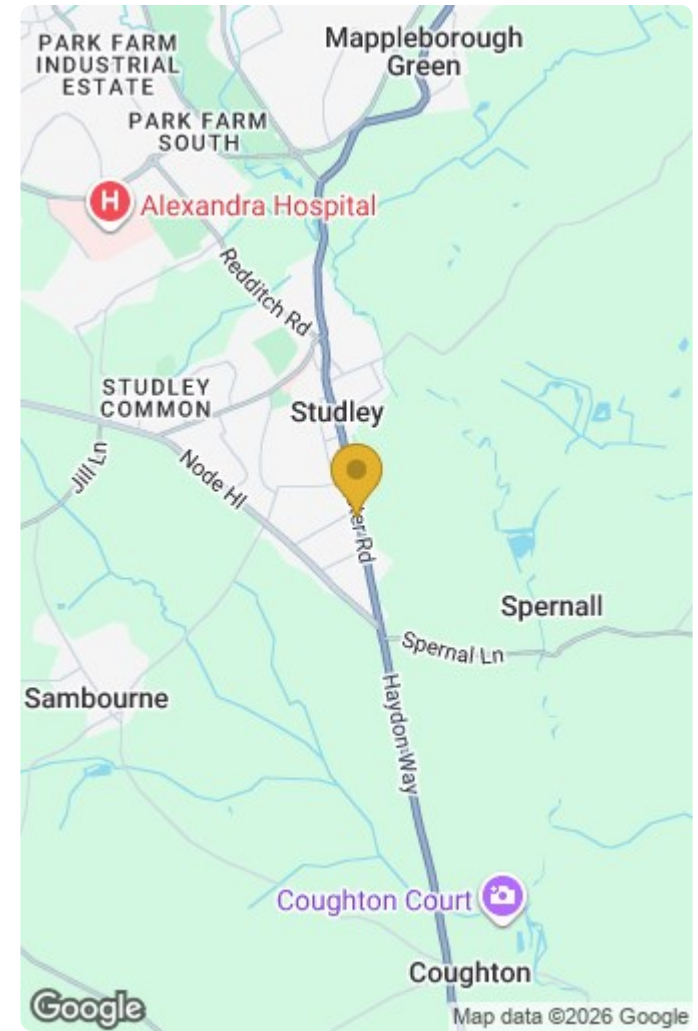 PARK FARM
INDUSTRIAL
ESTATE
Mappleborough
Green
PARK FARM
SOUTH
H
Alexandra Hospital
Redditch Rd
STUDLEY
COMMON
Studley
Jill Ln
Node Hl
Rd
Spernall
Spernal Ln
Sambourne
Haydon Way
Coughton Court
Coughton
Google
Map data ©2026 Google